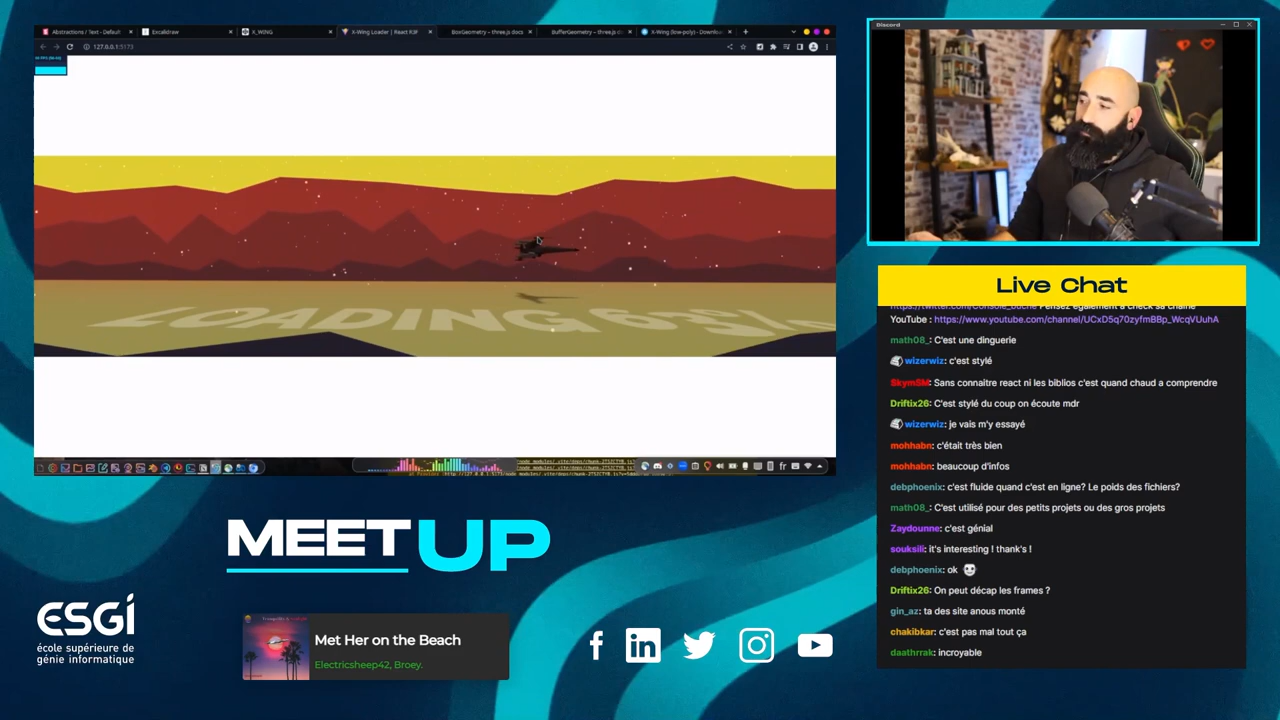 Abstractions / Text - Default
Excalidraw
X_WING
X-Wing Loader | React R3F
BoxGeometry – three.js docs
BufferGeometry – three.js dc
X-Wing (low-poly) - Downloa
127.0.0.1:5173
LOADING
fr
Discord
Live Chat
YouTube : https://www.youtube.com/channel/UCxD5q70zyfmBBp_WcqVUuhA
math08_: C'est une dinguerie
wizerwiz: c'est stylé
SkymSM: Sans connaitre react ni les biblios c'est quand chaud a comprendre
Driftix26: C'est stylé du coup on écoute mdr
wizerwiz: je vais m'y essayé
mohhabn: c'était très bien
mohhabn: beaucoup d'infos
debphoenix: c'est fluide quand c'est en ligne? Le poids des fichiers?
math08_: C'est utilisé pour des petits projets ou des gros projets
Zaydounne: c'est génial
souksili: it's interesting ! thank's !
debphoenix: ok
Driftix26: On peut décap les frames ?
gin_az: ta des site anous monté
chakibkar: c'est pas mal tout ça
daathrrak: incroyable
MEETUP
ESGI
école supérieure de
génie informatique
Met Her on the Beach
Electricsheep42, Broey.